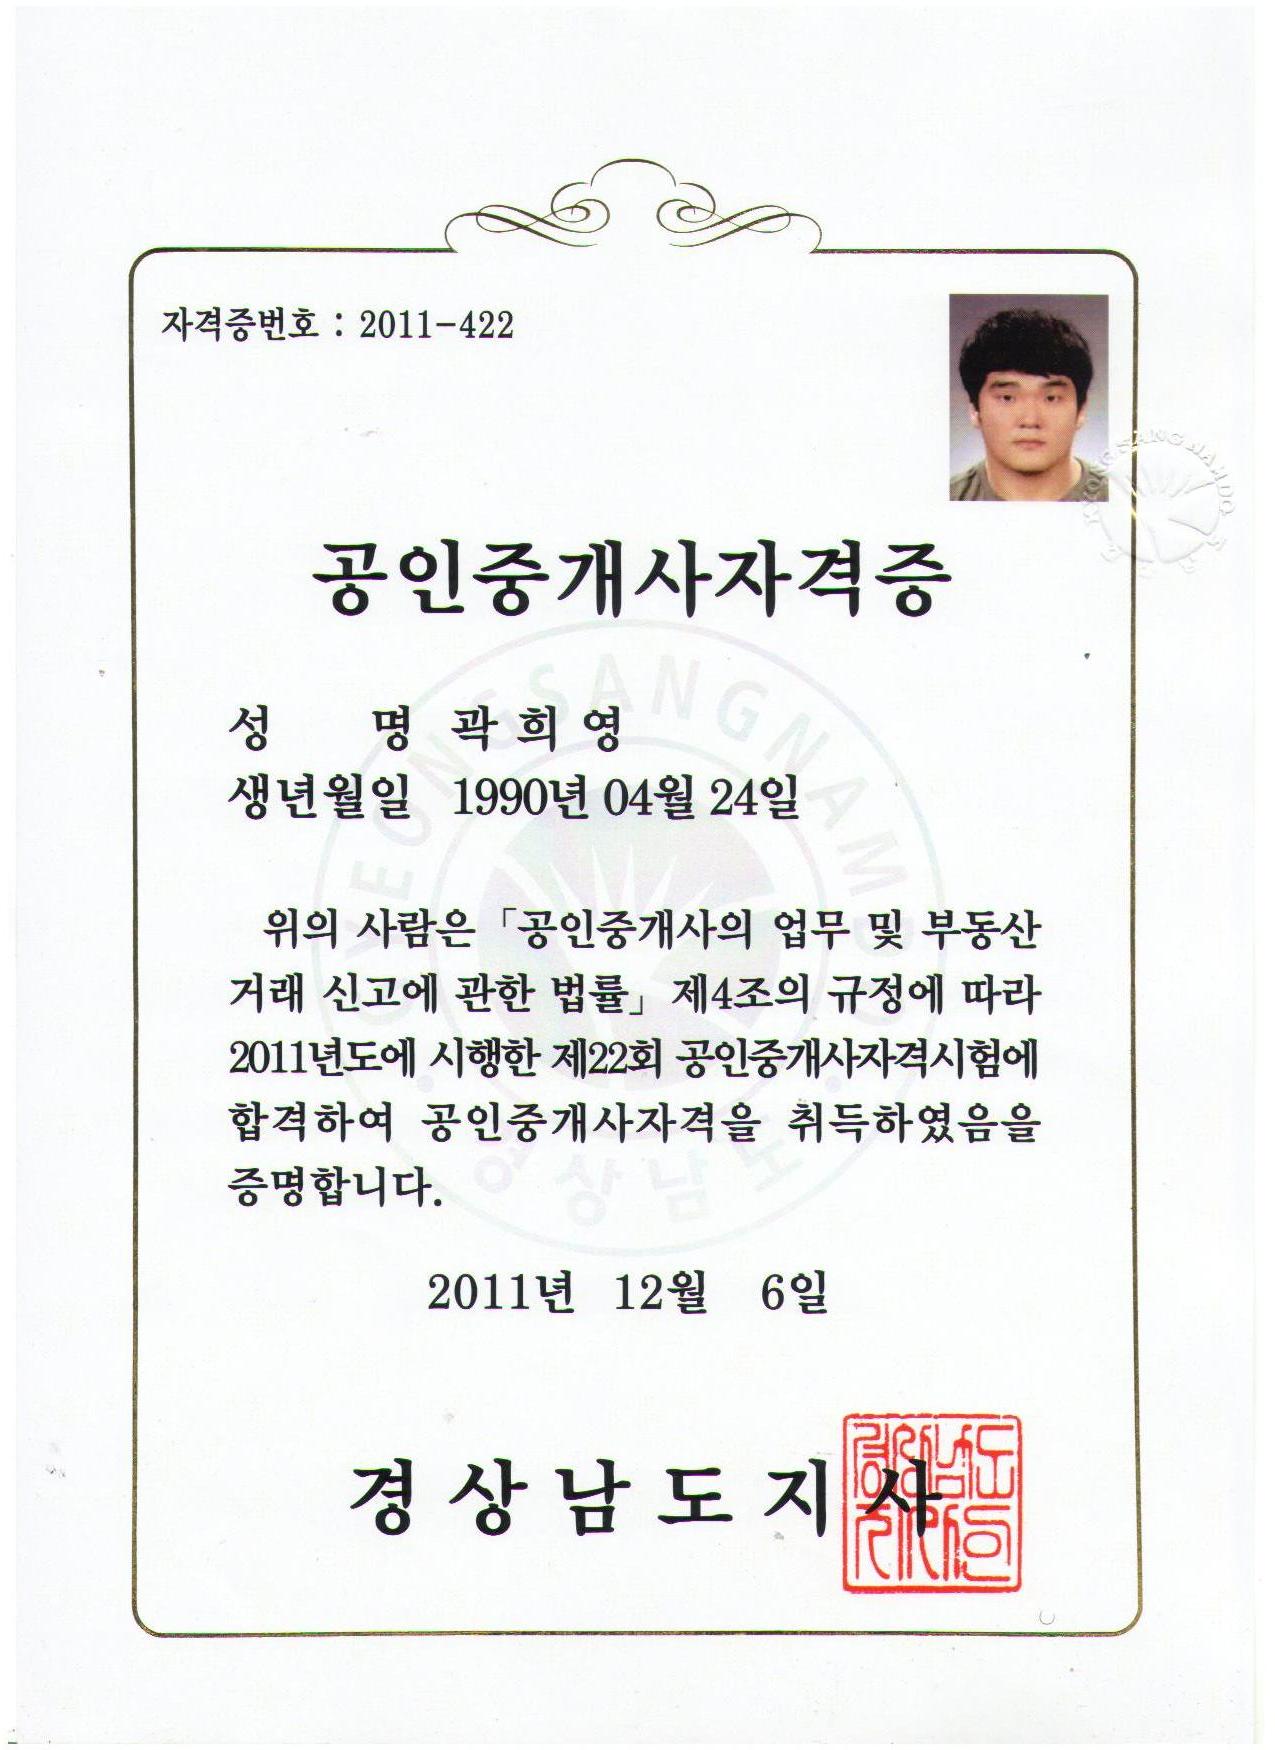 자격증번호 : 2011-422
KYONG SANG NAM DO
공인중개사자격증
GYEONGSANGNAMDO
성 명 곽희영
생년월일 1990년 04월 24일
위의 사람은 「공인중개사의 업무 및 부동산
거래 신고에 관한 법률」 제4조의 규정에 따라
2011년도에 시행한 제22회 공인중개사자격시험에
합격하여 공인중개사자격을 취득하였음을
증명합니다.
경상남도
2011년 12월 6일
경상남도지사